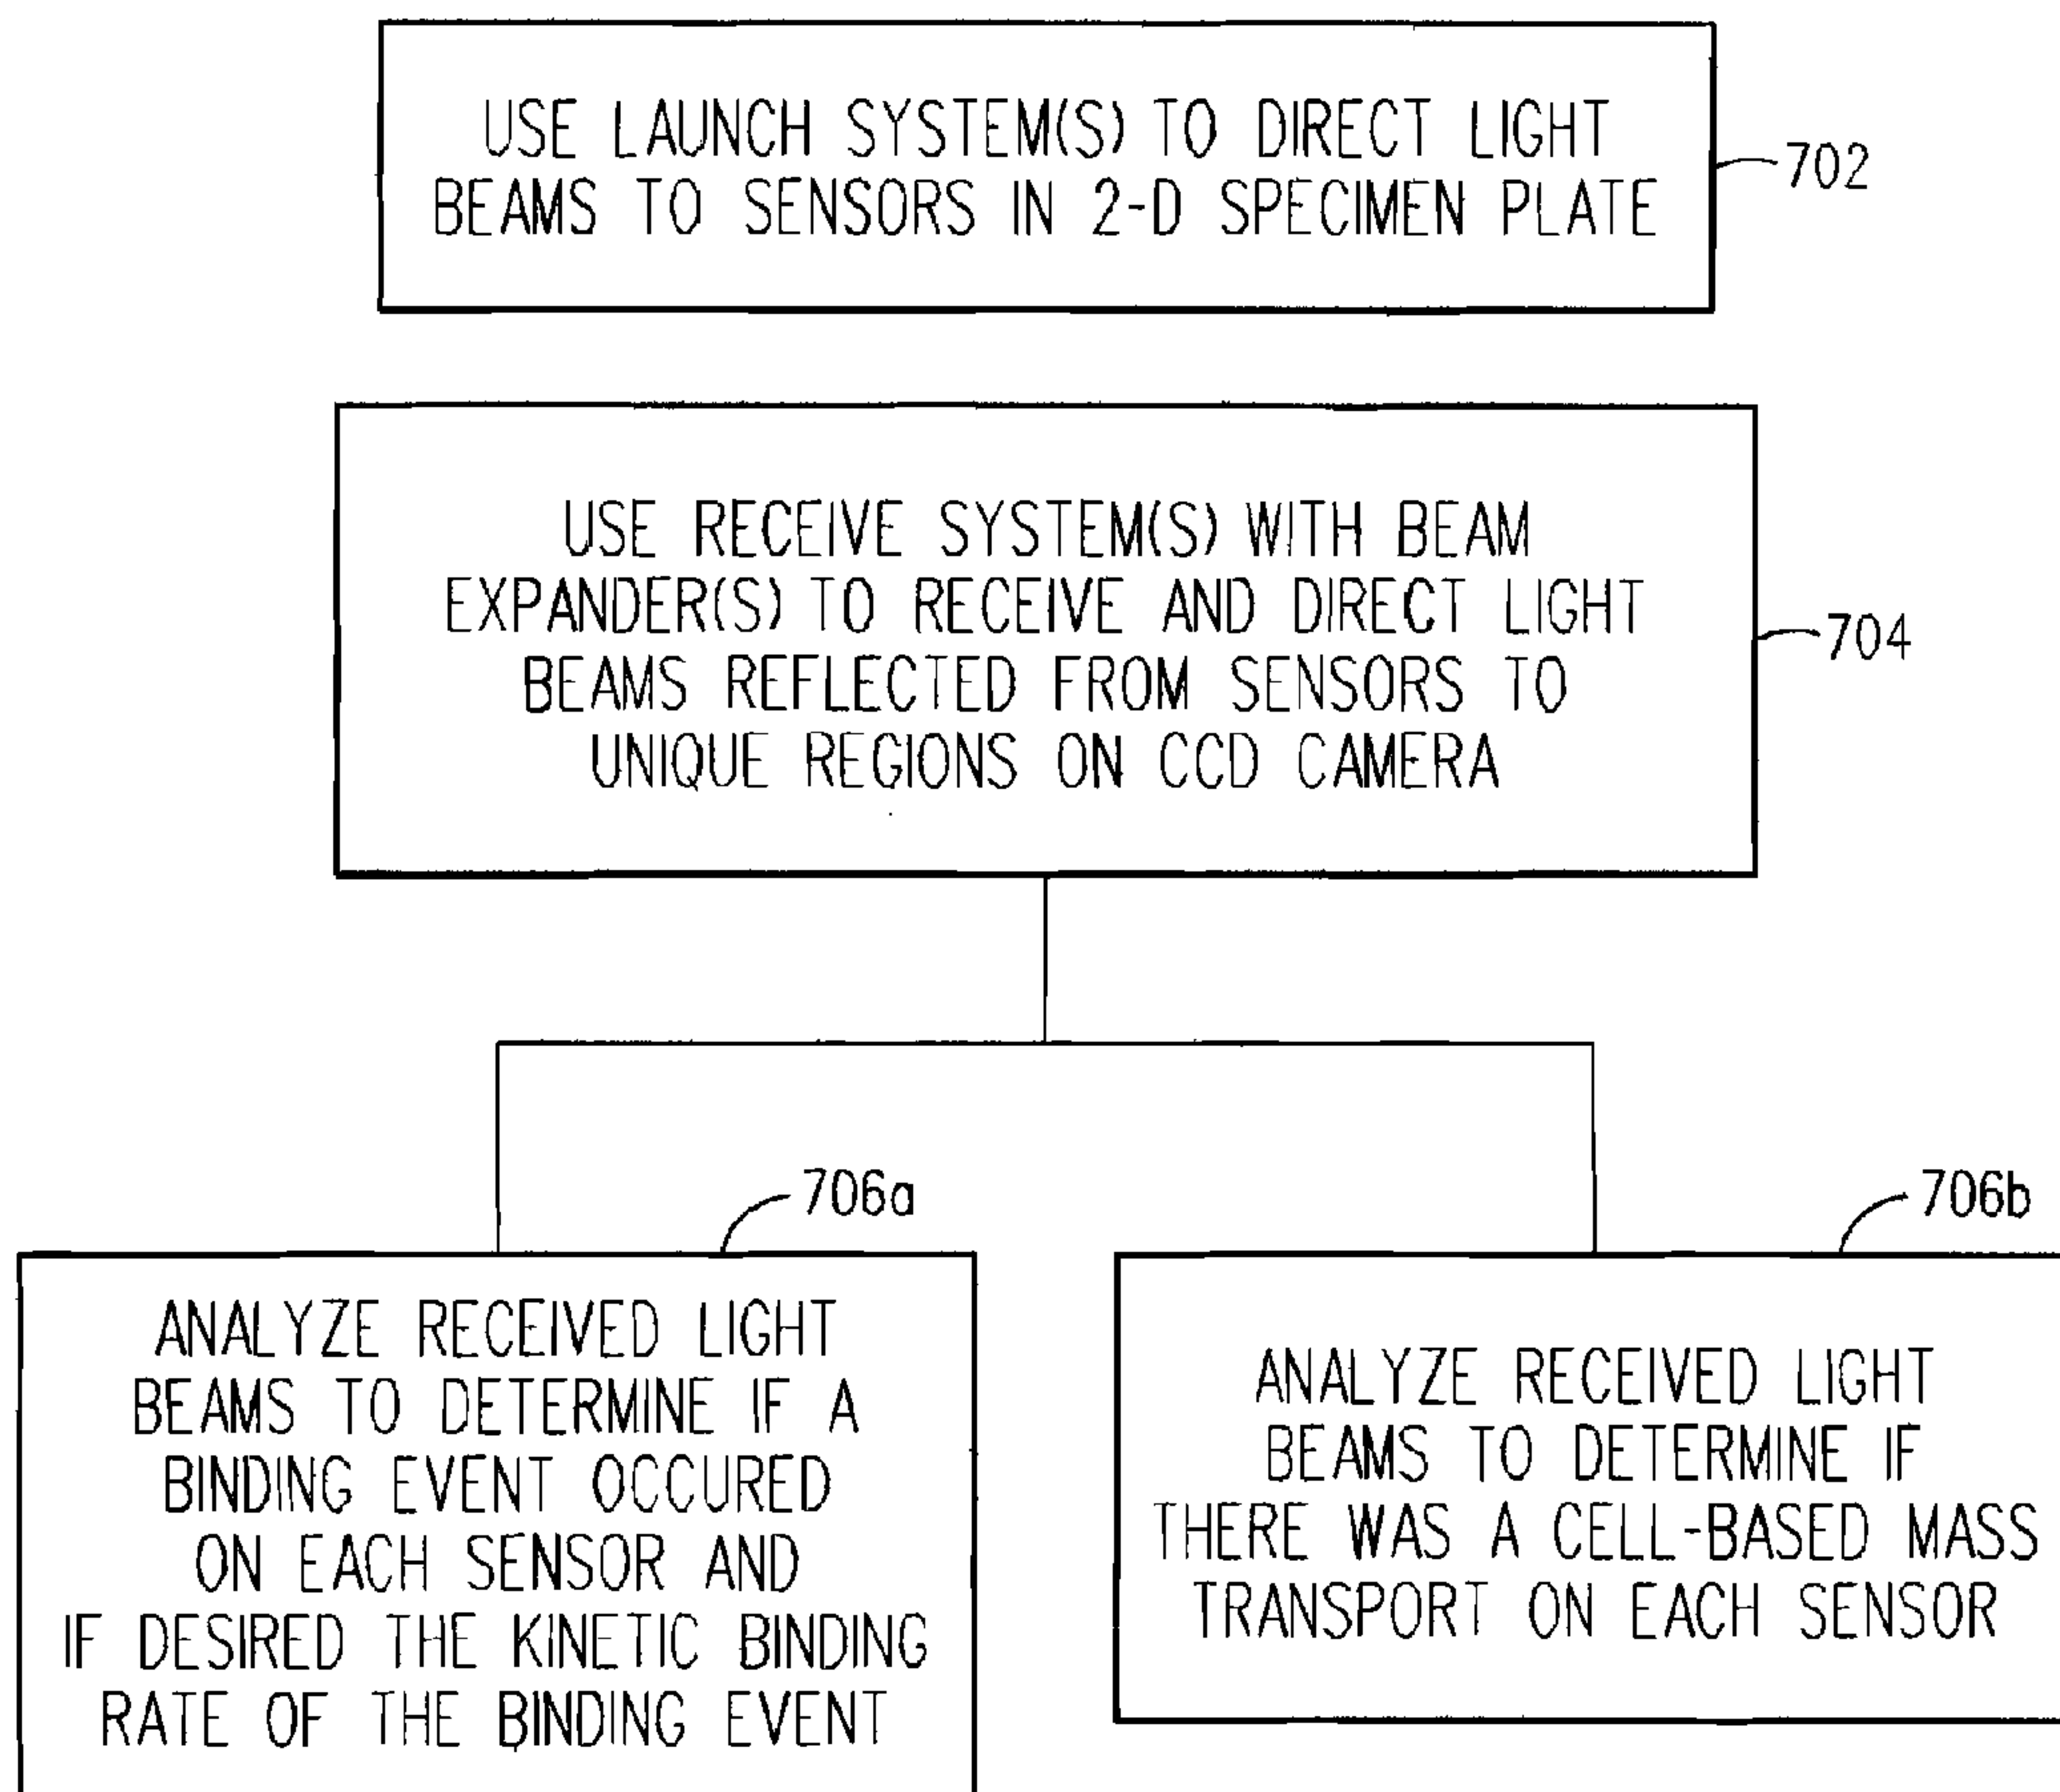 USE LAUNCH SYSTEM(S) TO DIRECT LIGHT
BEAMS TO SENSORS IN 2-D SPECIMEN PLATE
702
USE RECEIVE SYSTEM(S) WITH BEAM
EXPANDER(S) TO RECEIVE AND DIRECT LIGHT
BEAMS REFLECTED FROM SENSORS TO
UNIQUE REGIONS ON CCD CAMERA
704
706a
ANALYZE RECEIVED LIGHT
BEAMS TO DETERMINE IF A
BINDING EVENT OCCURED
ON EACH SENSOR AND
IF DESIRED THE KINETIC BINDING
RATE OF THE BINDING EVENT
706b
ANALYZE RECEIVED LIGHT
BEAMS TO DETERMINE IF
THERE WAS A CELL-BASED MASS
TRANSPORT ON EACH SENSOR